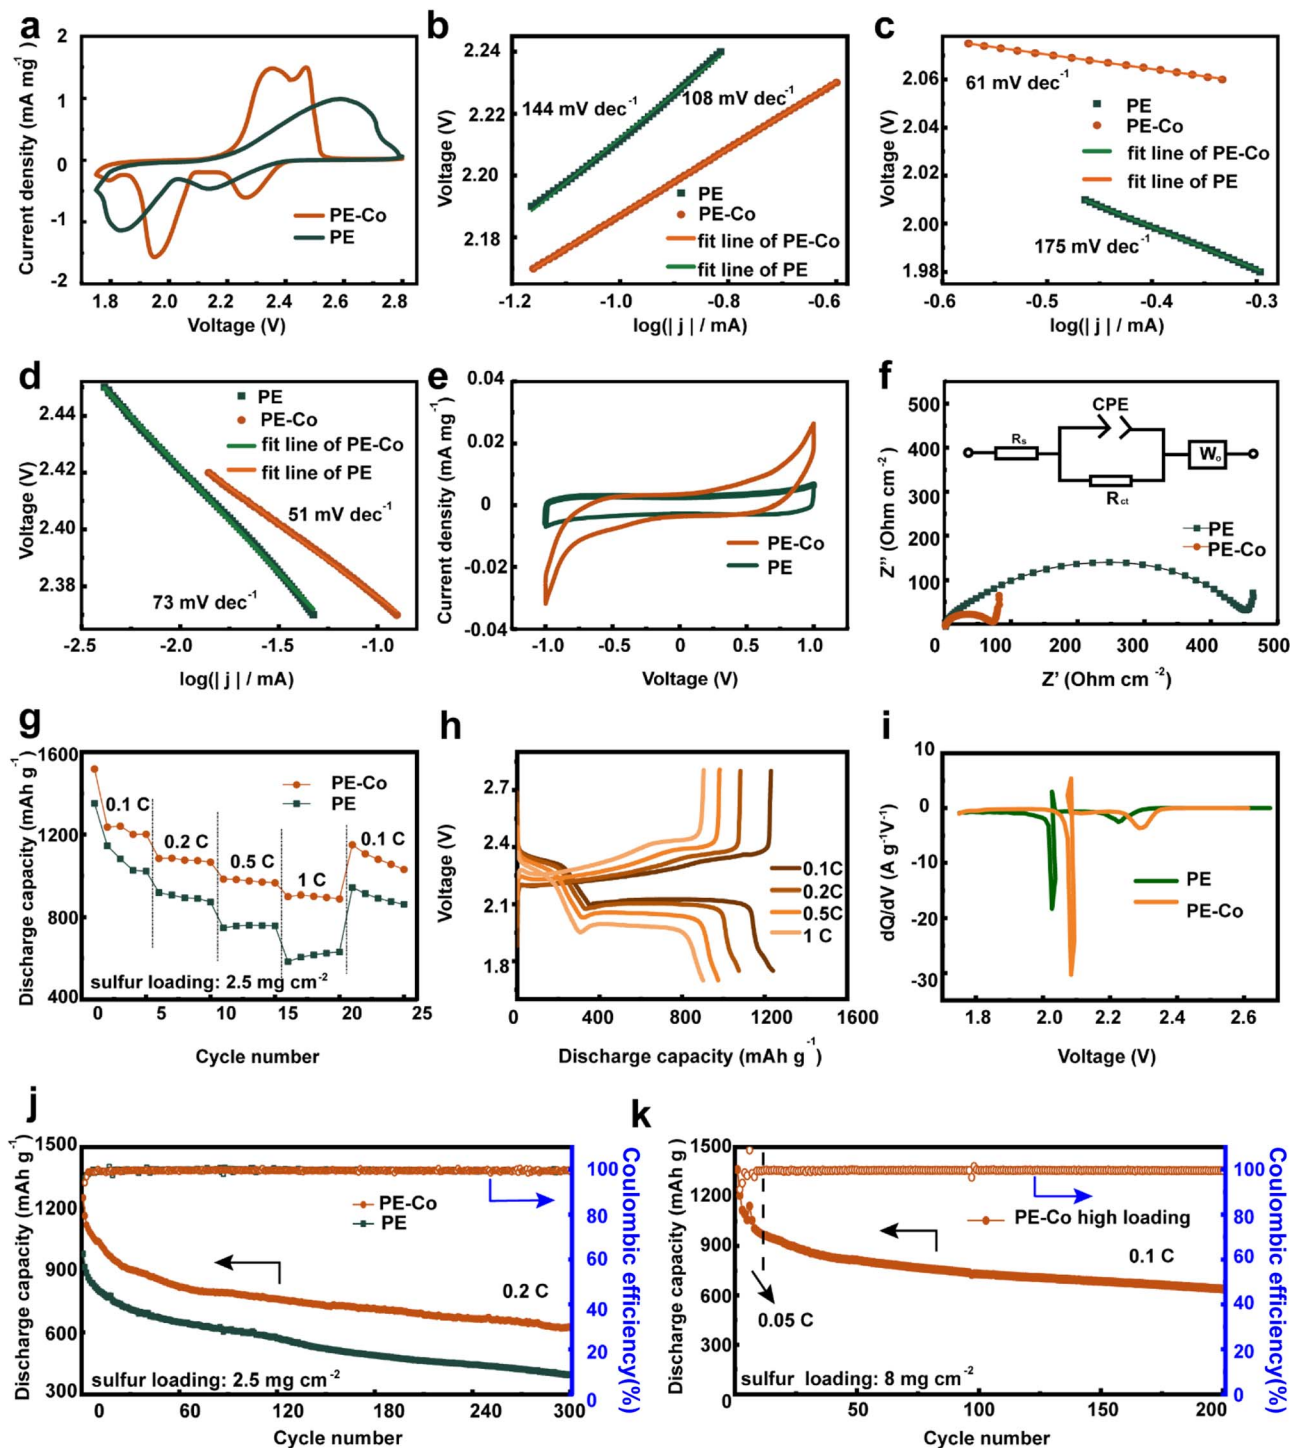 a
Current density (mA mg⁻¹)
2
1
0
-1
-2
PE-Co
PE
1.8 2.0 2.2 2.4 2.6 2.8
Voltage (V)
b
Voltage (V)
2.24
2.22
2.20
2.18
144 mV dec⁻¹
108 mV dec⁻¹
PE
PE-Co
fit line of PE-Co
fit line of PE
-1.2 -1.0 -0.8 -0.6
log(| j | / mA)
c
Voltage (V)
2.06
2.04
2.02
2.00
1.98
61 mV dec⁻¹
PE
PE-Co
fit line of PE-Co
fit line of PE
175 mV dec⁻¹
-0.6 -0.5 -0.4 -0.3
log(| j | / mA)
d
Voltage (V)
2.44
2.42
2.40
2.38
PE
PE-Co
fit line of PE-Co
fit line of PE
51 mV dec⁻¹
73 mV dec⁻¹
-2.5 -2.0 -1.5 -1.0
log(| j | / mA)
e
Current density (mA mg⁻¹)
0.04
0.02
0
-0.02
-0.04
PE-Co
PE
-1.0 -0.5 0 0.5 1.0
Voltage (V)
f
Z'' (Ohm cm⁻²)
500
400
300
200
100
CPE
Rs
Wo
Rct
PE
PE-Co
0 100 200 300 400 500
Z' (Ohm cm⁻²)
g
Discharge capacity (mAh g⁻¹)
1600
1200
800
400
PE-Co
PE
0.1 C
0.2 C
0.5 C
1 C
0.1 C
sulfur loading: 2.5 mg cm⁻²
0 5 10 15 20 25
Cycle number
h
Voltage (V)
2.7
2.4
2.1
1.8
0.1C
0.2C
0.5C
1 C
0 400 800 1200 1600
Discharge capacity (mAh g⁻¹)
i
dQ/dV (A g⁻¹V⁻¹)
10
0
-10
-20
-30
PE
PE-Co
1.8 2.0 2.2 2.4 2.6
Voltage (V)
j
Discharge capacity (mAh g⁻¹)
1500
1200
900
600
300
PE-Co
PE
0.2 C
sulfur loading: 2.5 mg cm⁻²
0 60 120 180 240 300
Cycle number
100
80
60
40
20
0
Coulombic efficiency(%)
k
Discharge capacity (mAh g⁻¹)
1500
1200
900
600
300
0
PE-Co high loading
0.1 C
0.05 C
sulfur loading: 8 mg cm⁻²
50 100 150 200
Cycle number
100
80
60
40
20
0
Coulombic efficiency(%)